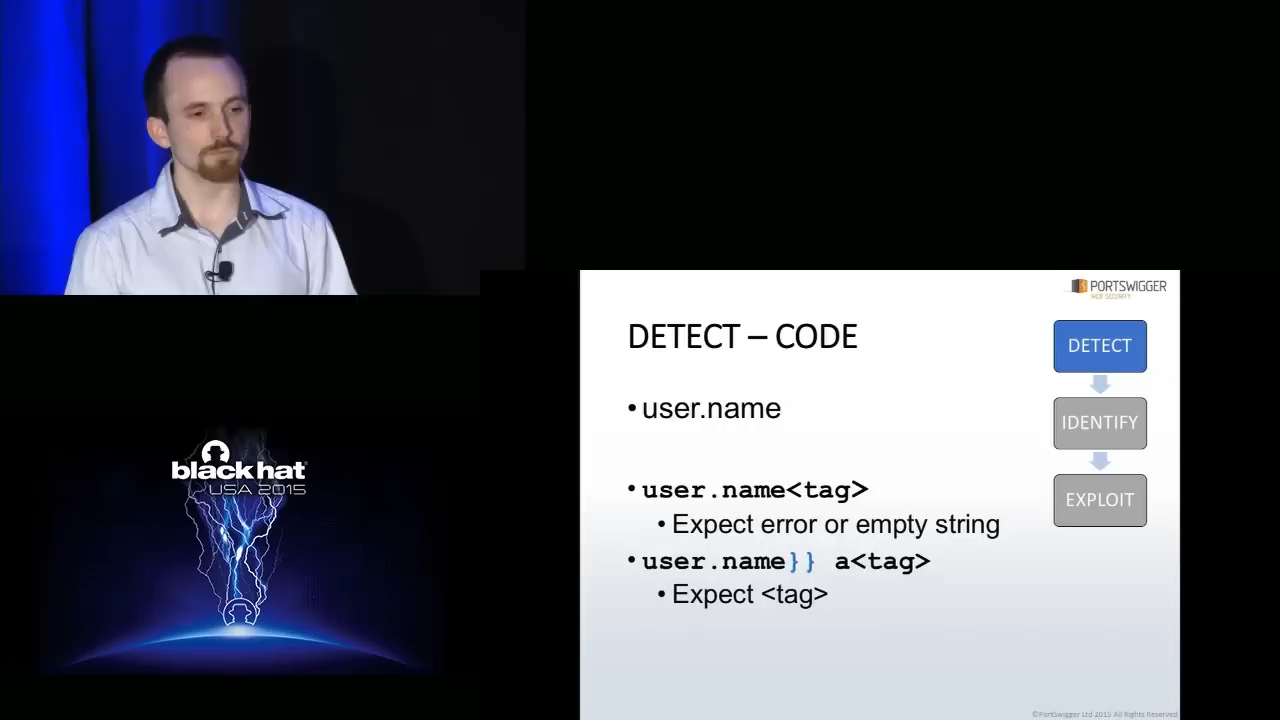 PORTSWIGGER
WEB SECURITY
DETECT – CODE
• user.name
• user.name<tag>
• Expect error or empty string
• user.name}} a<tag>
• Expect <tag>
DETECT
IDENTIFY
EXPLOIT
black hat
USA 2015
©PortSwigger Ltd 2015 All Rights Reserved